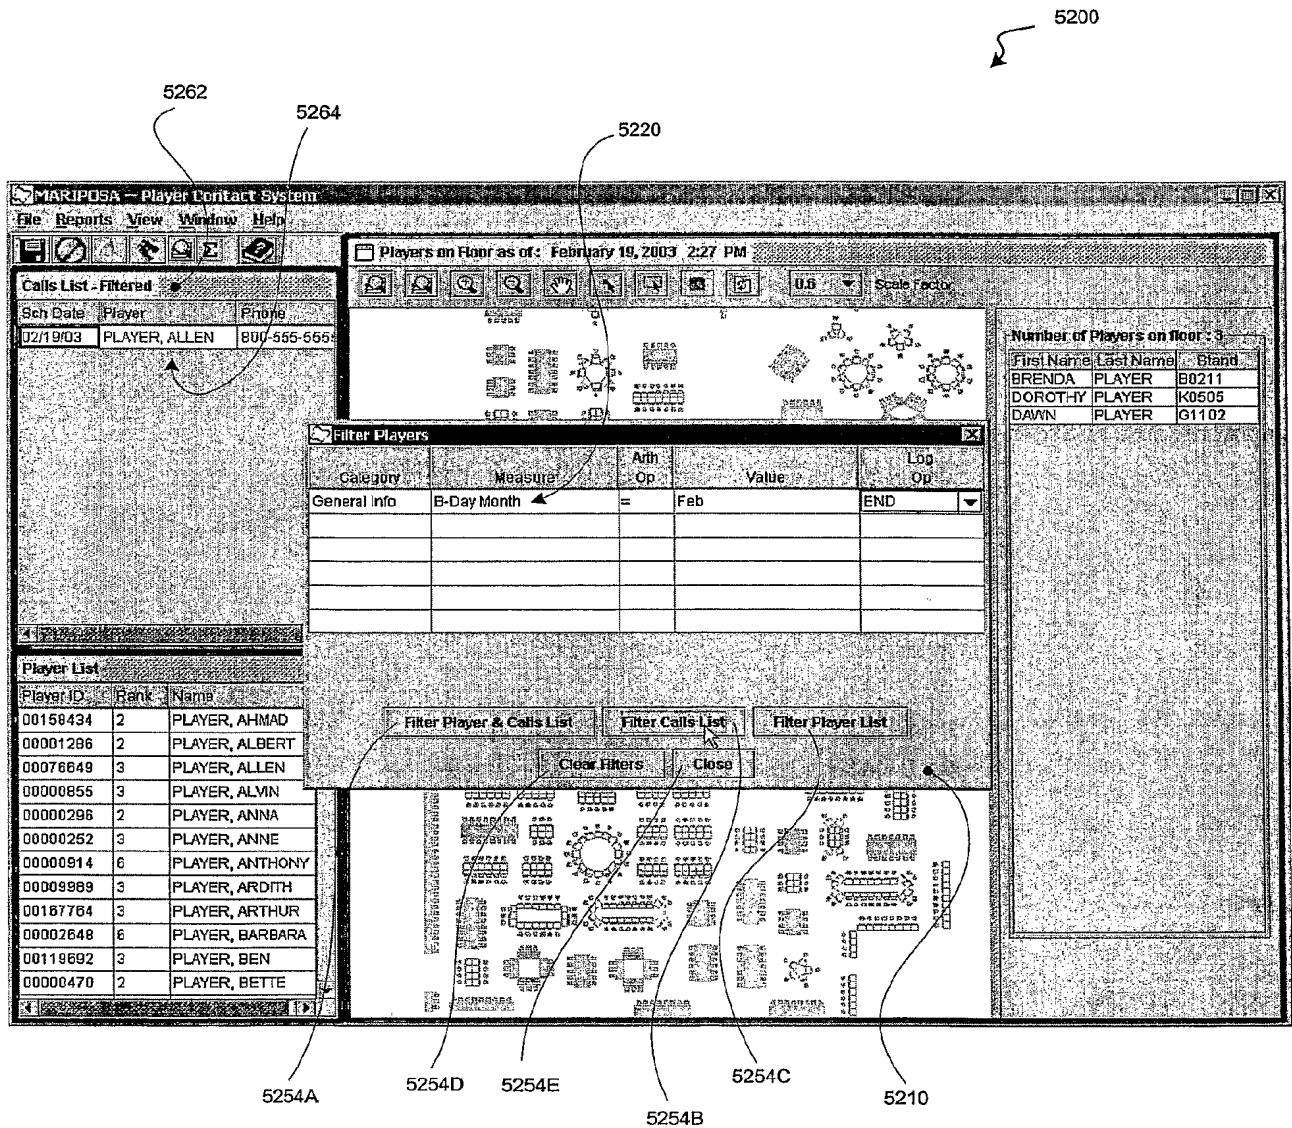 5200
5262
5264
5220
MARIPOSA — Player Contact System
File Reports View Window Help
Players on Floor as of: February 19, 2003 2:27 PM
Calls List - Filtered
0.6 Scale Factor
Sch Date Player Phone
02/19/03 PLAYER, ALLEN 800-555-555
Number of Players on floor : 3
First Name Last Name Stand
BRENDA PLAYER B0211
DOROTHY PLAYER K0505
DAWN PLAYER G1102
Filter Players
Category Measure Arth Op Value Log Op
General Info B-Day Month = Feb END
Player List
Player ID Rank Name
00158434 2 PLAYER, AHMAD
00001286 2 PLAYER, ALBERT
00076649 3 PLAYER, ALLEN
00000855 3 PLAYER, ALVIN
00000296 2 PLAYER, ANNA
00000252 3 PLAYER, ANNE
00000914 6 PLAYER, ANTHONY
00009989 3 PLAYER, ARDITH
00167764 3 PLAYER, ARTHUR
00002648 6 PLAYER, BARBARA
00119692 3 PLAYER, BEN
00000470 2 PLAYER, BETTE
Filter Player & Calls List Filter Calls List Filter Player List
Clear Filters Close
5254A
5254D
5254E
5254B
5254C
5210